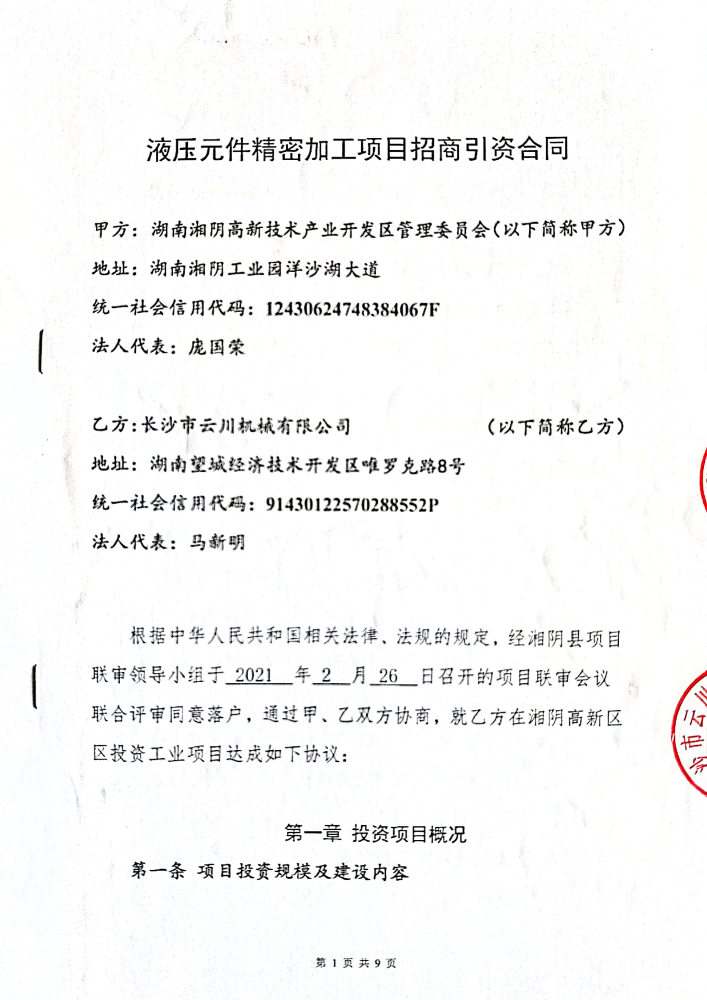 液压元件精密加工项目招商引资合同
甲方：湖南湘阴高新技术产业开发区管理委员会（以下简称甲方）
地址：湖南湘阴工业园洋沙湖大道
统一社会信用代码：12430624748384067F
法人代表：庞国荣
乙方:长沙市云川机械有限公司 （以下简称乙方）
地址：湖南望城经济技术开发区唯罗克路8号
统一社会信用代码：91430122570288552P
法人代表：马新明
根据中华人民共和国相关法律、法规的规定，经湘阴县项目
联审领导小组于 2021 年 2 月 26 日召开的项目联审会议
联合评审同意落户，通过甲、乙双方协商，就乙方在湘阴高新区
区投资工业项目达成如下协议：
第一章 投资项目概况
第一条 项目投资规模及建设内容
第 1 页 共 9 页
市云川